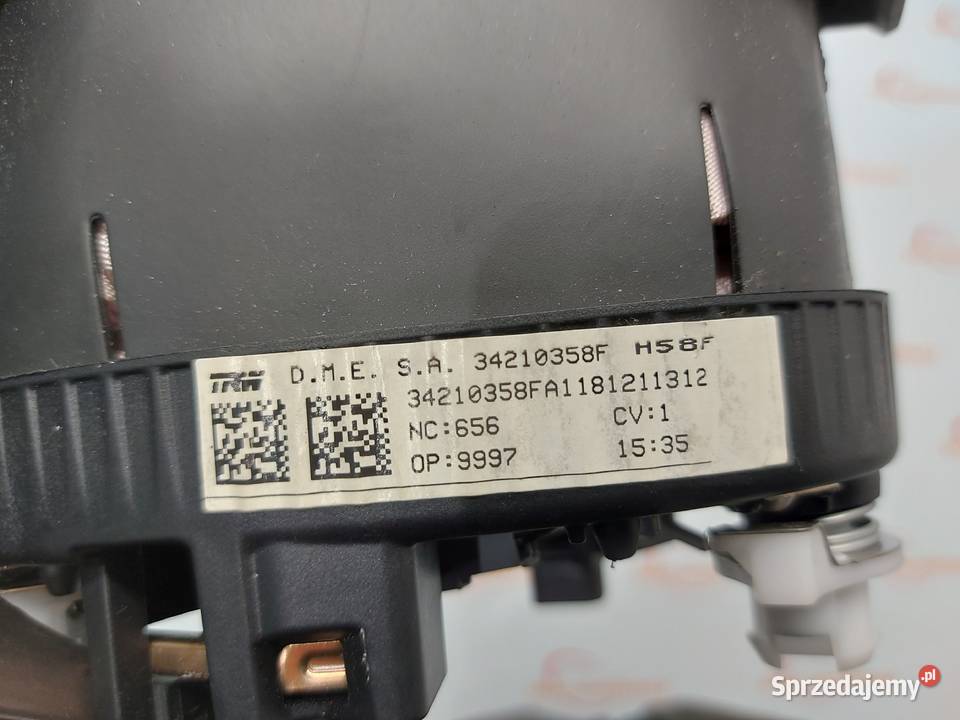 TRW D.M.E. S.A. 34210358F H58F
34210358FA1181211312
NC:656 CV:1
OP:9997 15:35
Sprzedajemy.pl